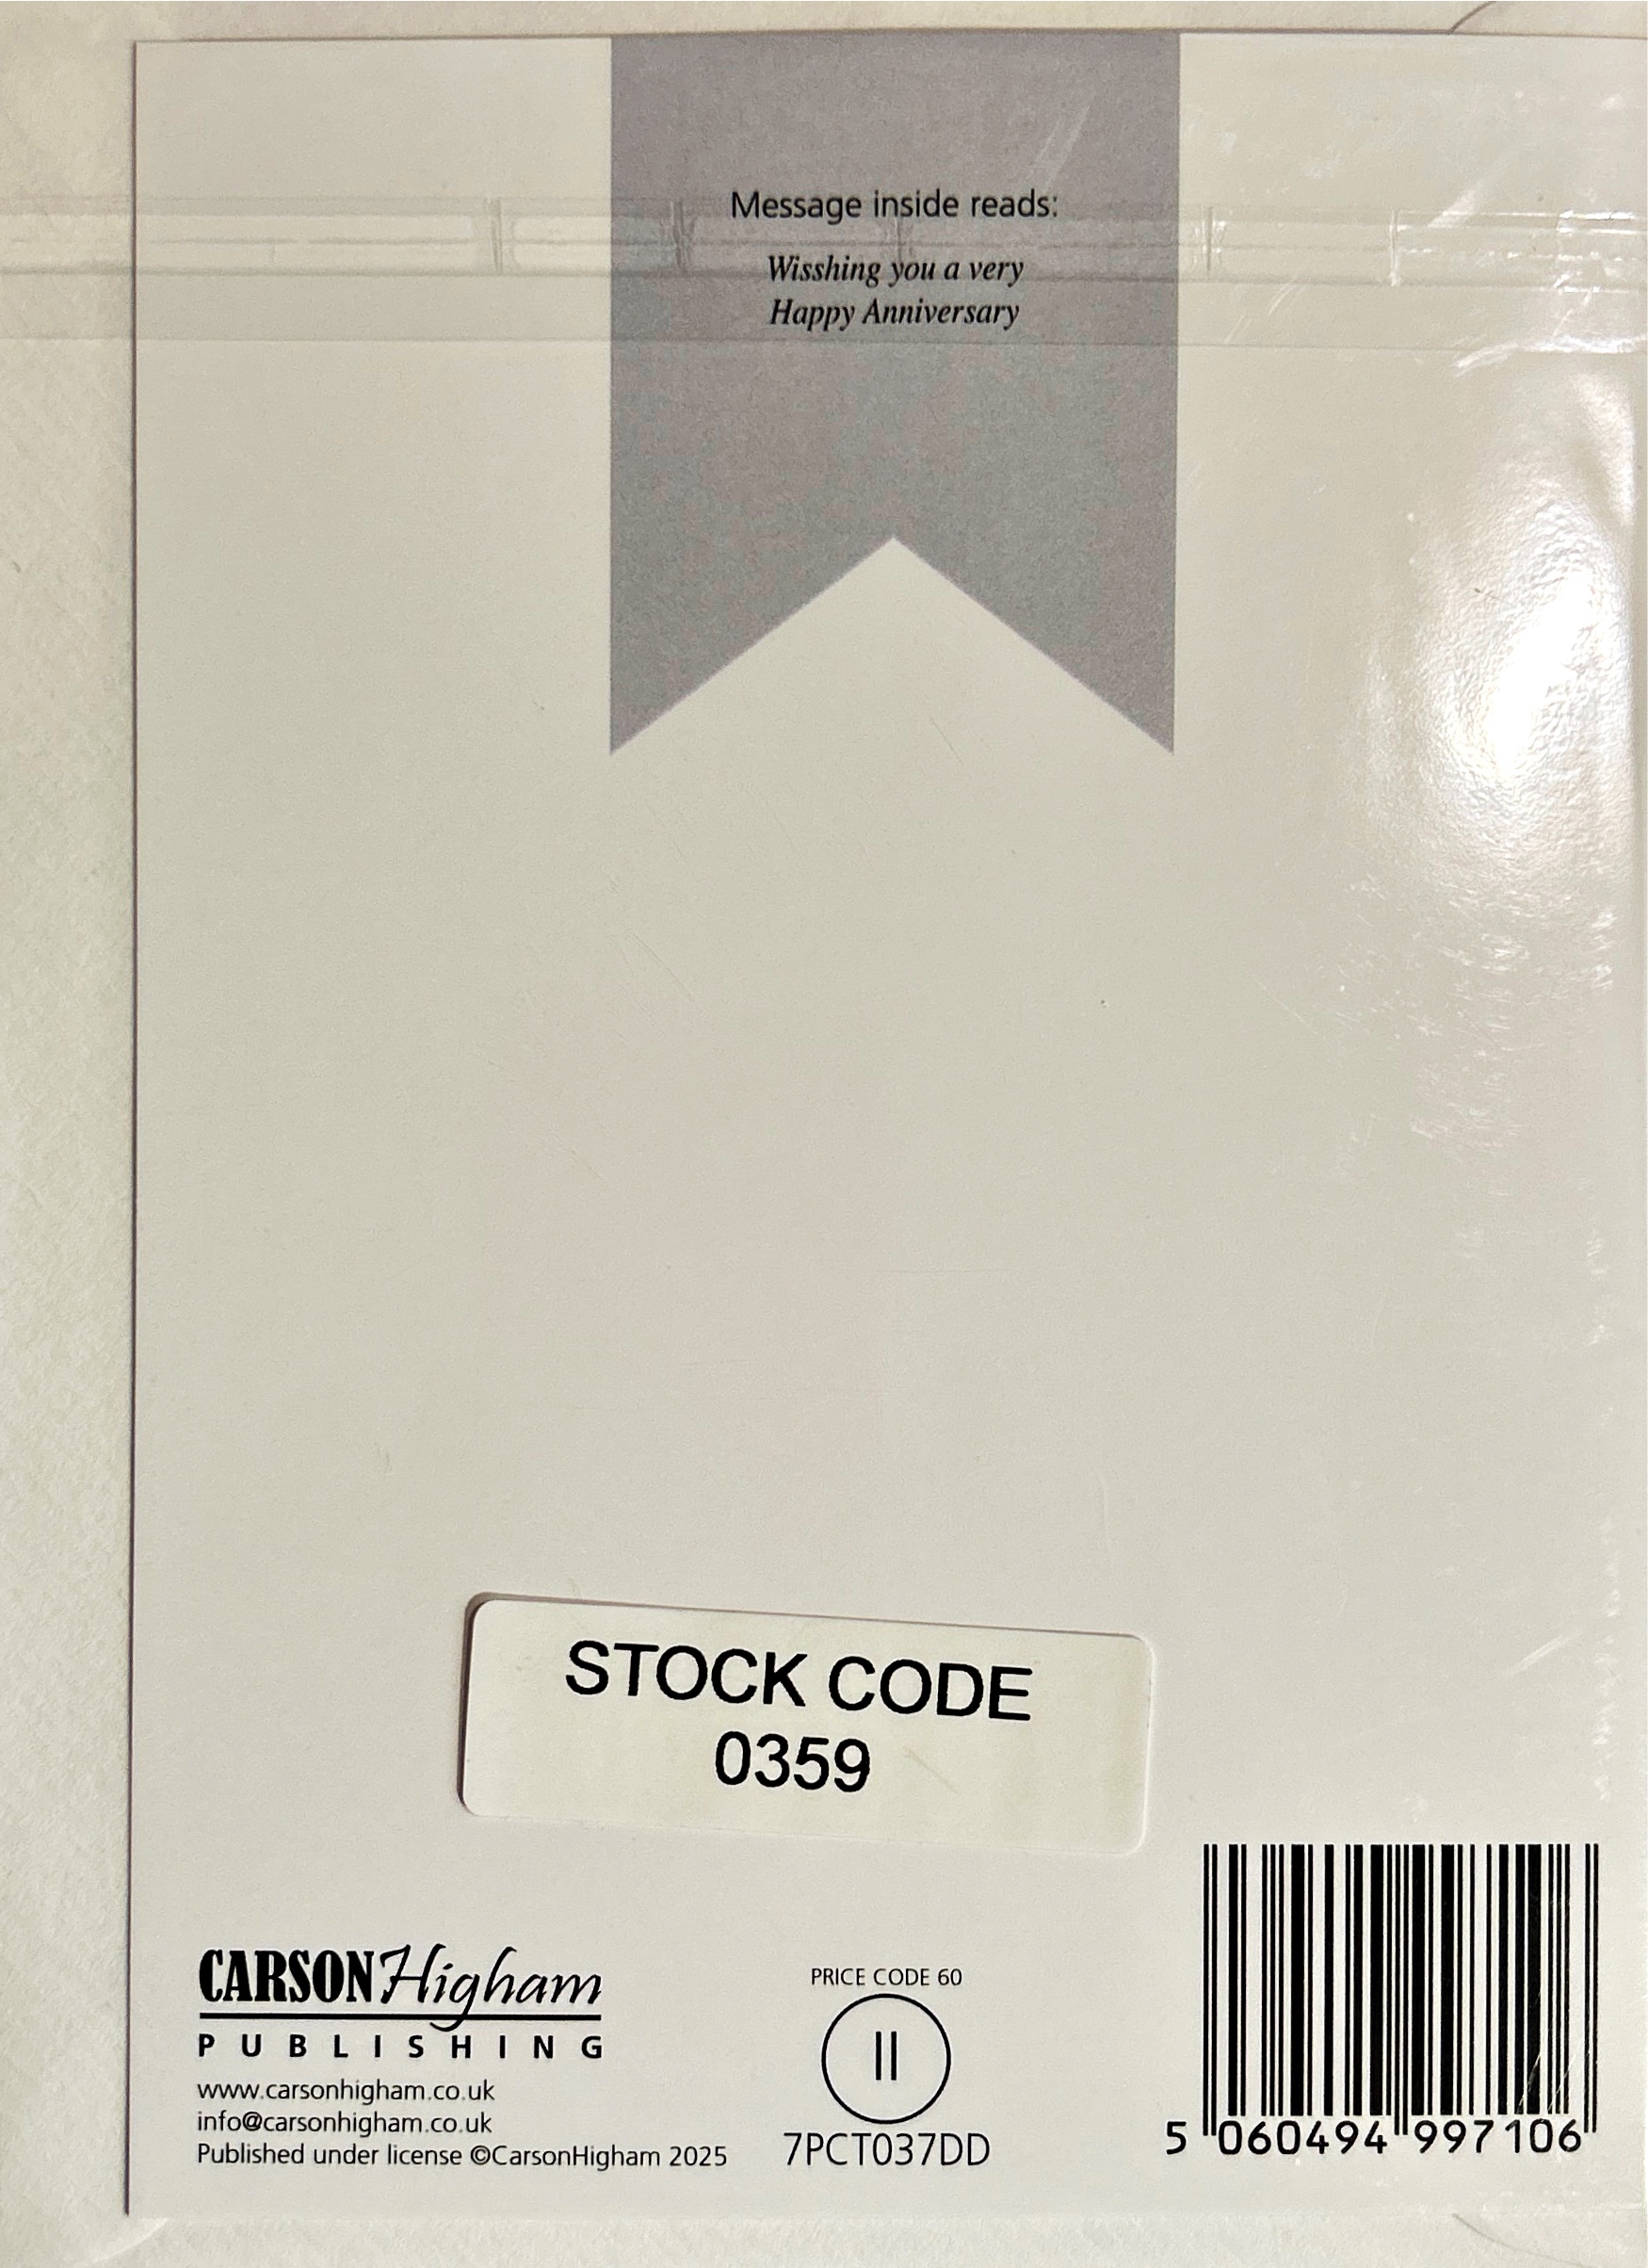 Message inside reads:
Wisshing you a very
Happy Anniversary
STOCK CODE
0359
CARSON Higham
PUBLISHING
www.carsonhigham.co.uk
info@carsonhigham.co.uk
Published under license ©CarsonHigham 2025
PRICE CODE 60
||
7PCT037DD
5 060494 997106